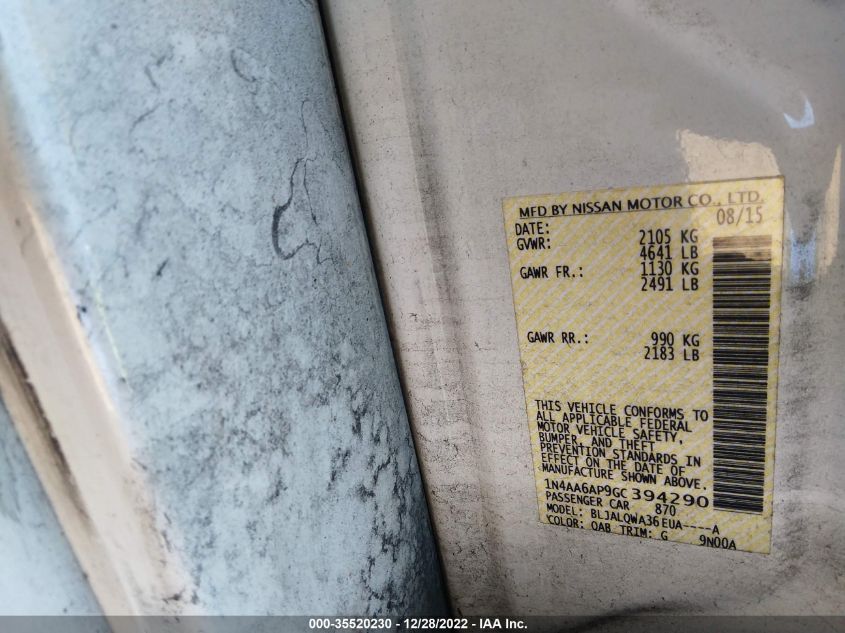 MFD BY NISSAN MOTOR CO., LTD.
DATE: 08/15
GVWR: 2105 KG
4641 LB
GAWR FR.: 1130 KG
2491 LB
GAWR RR.: 990 KG
2183 LB
THIS VEHICLE CONFORMS TO
ALL APPLICABLE FEDERAL
MOTOR VEHICLE SAFETY,
BUMPER, AND THEFT
PREVENTION STANDARDS IN
EFFECT ON THE DATE OF
MANUFACTURE SHOWN ABOVE.
1N4AA6AP9GC394290
PASSENGER CAR 870
MODEL: BLJALQWA36EUA----A
COLOR: QAB TRIM: G 9N00A
000-35520230 - 12/28/2022 - IAA Inc.